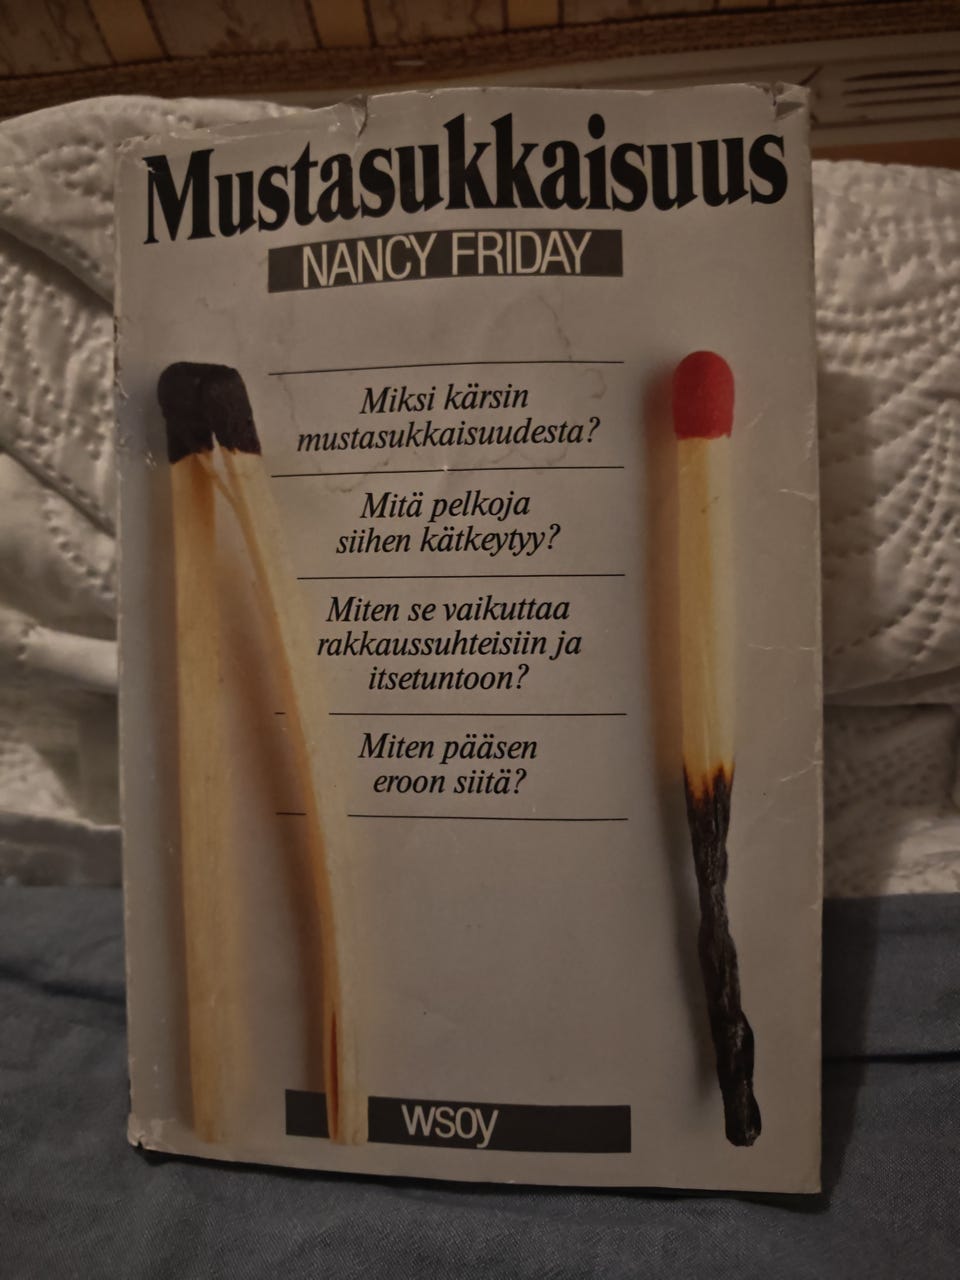 Mustasukkaisuus
NANCY FRIDAY
Miksi kärsin
mustasukkaisuudesta?
Mitä pelkoja
siihen kätkeytyy?
Miten se vaikuttaa
rakkaussuhteisiin ja
itsetuntoon?
Miten pääsen
eroon siitä?
wsoy